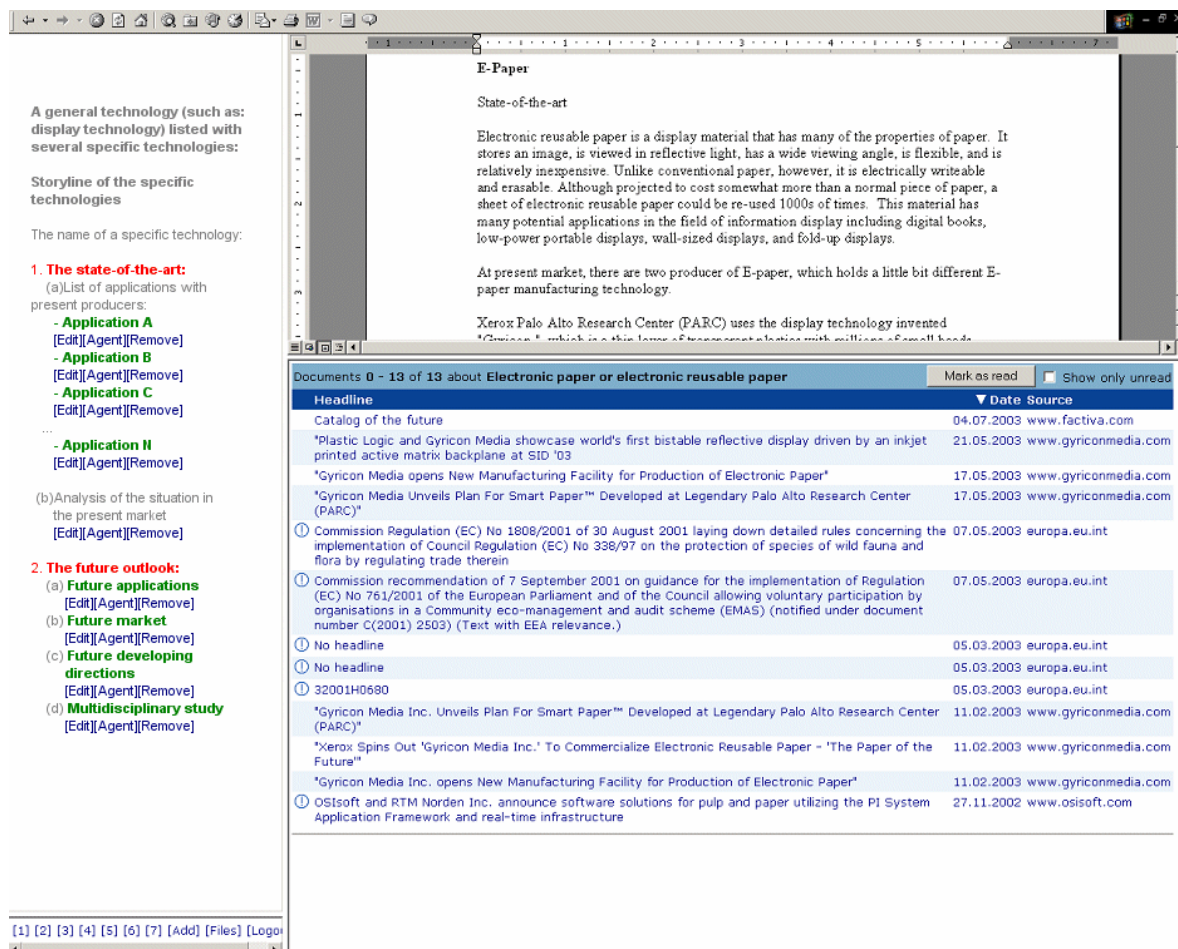 A general technology (such as:
display technology) listed with
several specific technologies:
Storyline of the specific
technologies
The name of a specific technology:
1. The state-of-the-art:
(a)List of applications with
present producers:
- Application A
[Edit][Agent][Remove]
- Application B
[Edit][Agent][Remove]
- Application C
[Edit][Agent][Remove]
...
- Application N
[Edit][Agent][Remove]
(b)Analysis of the situation in
the present market
[Edit][Agent][Remove]
2. The future outlook:
(a) Future applications
[Edit][Agent][Remove]
(b) Future market
[Edit][Agent][Remove]
(c) Future developing
directions
[Edit][Agent][Remove]
(d) Multidisciplinary study
[Edit][Agent][Remove]
[1] [2] [3] [4] [5] [6] [7] [Add] [Files] [Logo
1 1 2 3 4 5 7
E-Paper
State-of-the-art
Electronic reusable paper is a display material that has many of the properties of paper. It
stores an image, is viewed in reflective light, has a wide viewing angle, is flexible, and is
relatively inexpensive. Unlike conventional paper, however, it is electrically writeable
and erasable. Although projected to cost somewhat more than a normal piece of paper, a
sheet of electronic reusable paper could be re-used 1000s of times. This material has
many potential applications in the field of information display including digital books,
low-power portable displays, wall-sized displays, and fold-up displays.
At present market, there are two producer of E-paper, which holds a little bit different E-
paper manufacturing technology.
Xerox Palo Alto Research Center (PARC) uses the display technology invented
"Gyricon," which is a thin layer of transparent plastics with millions of small beads
Documents 0 - 13 of 13 about Electronic paper or electronic reusable paper Mark as read Show only unread
Headline Date Source
Catalog of the future 04.07.2003 www.factiva.com
"Plastic Logic and Gyricon Media showcase world's first bistable reflective display driven by an inkjet 21.05.2003 www.gyriconmedia.com
printed active matrix backplane at SID '03
"Gyricon Media opens New Manufacturing Facility for Production of Electronic Paper" 17.05.2003 www.gyriconmedia.com
"Gyricon Media Unveils Plan For Smart Paper™ Developed at Legendary Palo Alto Research Center 17.05.2003 www.gyriconmedia.com
(PARC)"
Commission Regulation (EC) No 1808/2001 of 30 August 2001 laying down detailed rules concerning the 07.05.2003 europa.eu.int
implementation of Council Regulation (EC) No 338/97 on the protection of species of wild fauna and
flora by regulating trade therein
Commission recommendation of 7 September 2001 on guidance for the implementation of Regulation 07.05.2003 europa.eu.int
(EC) No 761/2001 of the European Parliament and of the Council allowing voluntary participation by
organisations in a Community eco-management and audit scheme (EMAS) (notified under document
number C(2001) 2503) (Text with EEA relevance.)
No headline 05.03.2003 europa.eu.int
No headline 05.03.2003 europa.eu.int
32001H0680 05.03.2003 europa.eu.int
"Gyricon Media Inc. Unveils Plan For Smart Paper™ Developed at Legendary Palo Alto Research Center 11.02.2003 www.gyriconmedia.com
(PARC)"
"Xerox Spins Out 'Gyricon Media Inc.' To Commercialize Electronic Reusable Paper - 'The Paper of the 11.02.2003 www.gyriconmedia.com
Future'"
"Gyricon Media Inc. opens New Manufacturing Facility for Production of Electronic Paper" 11.02.2003 www.gyriconmedia.com
OSIsoft and RTM Norden Inc. announce software solutions for pulp and paper utilizing the PI System 27.11.2002 www.osisoft.com
Application Framework and real-time infrastructure